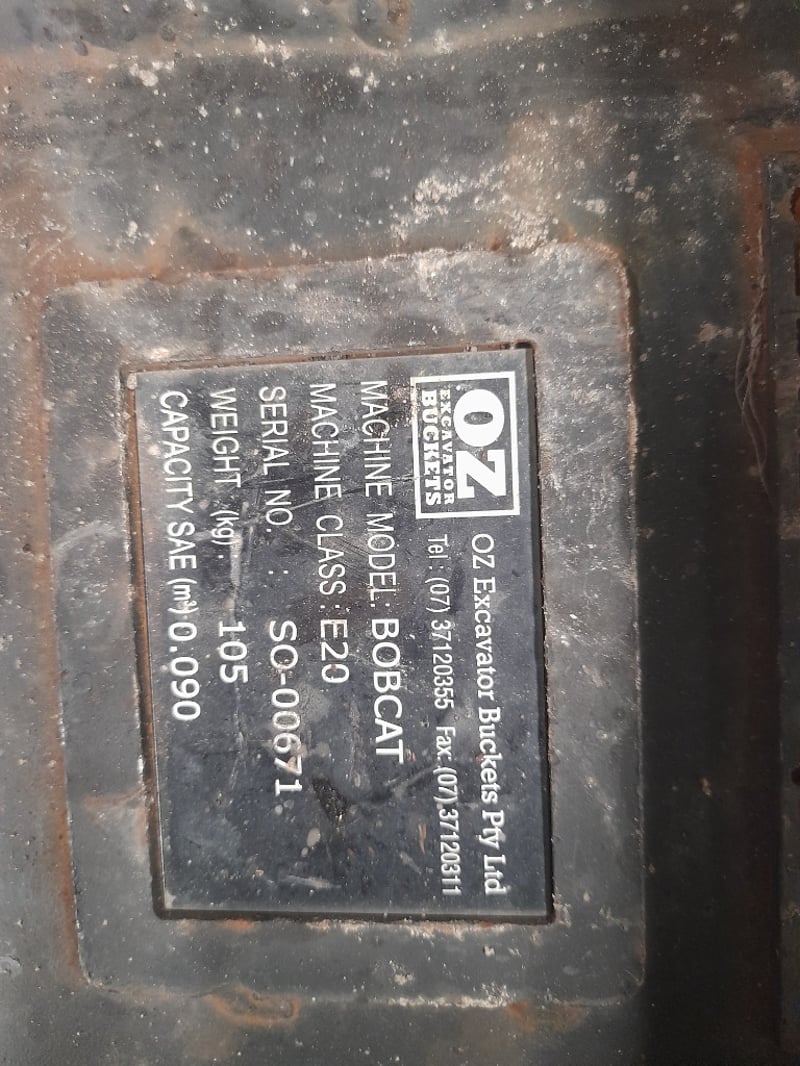 OZ
EXCAVATOR
BUCKETS
OZ Excavator Buckets Pty Ltd
Tel: (07) 37120355 Fax: (07) 37120311
MACHINE MODEL: BOBCAT
MACHINE CLASS: E20
SERIAL NO. : SO-00671
WEIGHT (kg): 105
CAPACITY SAE (m³) 0.090